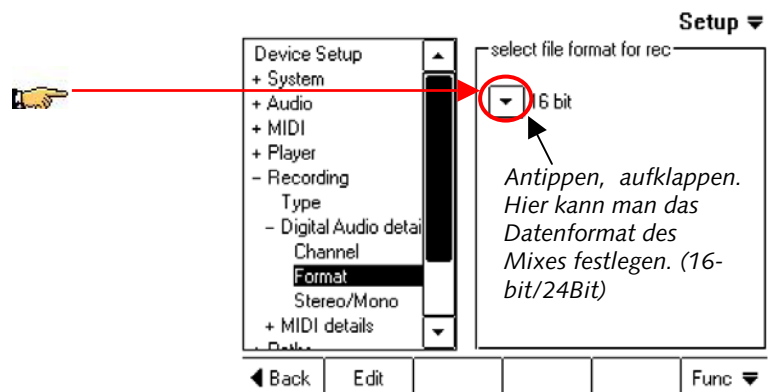 Setup
Device Setup
+ System
+ Audio
+ MIDI
+ Player
– Recording
Type
– Digital Audio detai
Channel
Format
Stereo/Mono
+ MIDI details
select file format for rec
16 bit
Antippen, aufklappen.
Hier kann man das
Datenformat des
Mixes festlegen. (16-
bit/24Bit)
Back Edit Func